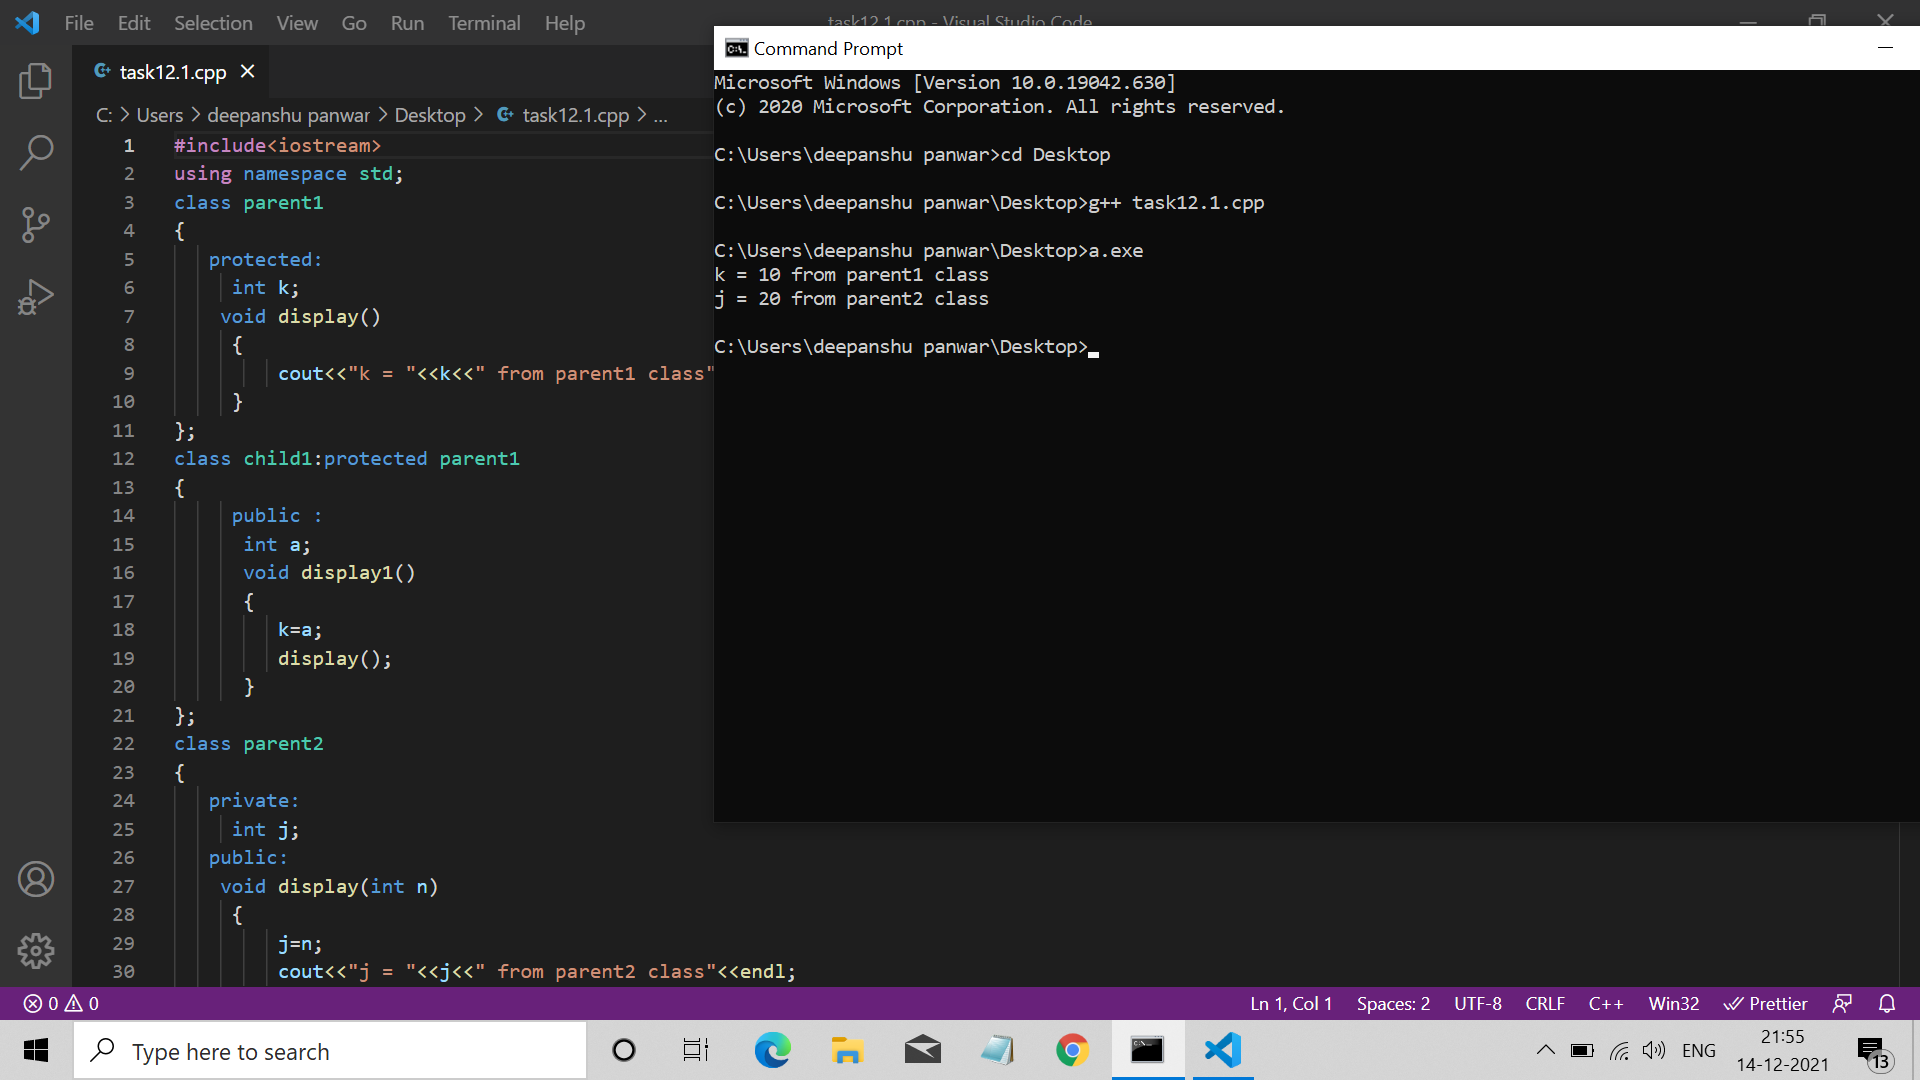 File Edit Selection View Go Run Terminal Help
task12.1.cpp - Visual Studio Code
task12.1.cpp
C: > Users > deepanshu panwar > Desktop > task12.1.cpp > ...
1 #include<iostream>
2 using namespace std;
3 class parent1
4 {
5 protected:
6 int k;
7 void display()
8 {
9 cout<<"k = "<<k<<" from parent1 class"
10 }
11 };
12 class child1:protected parent1
13 {
14 public :
15 int a;
16 void display1()
17 {
18 k=a;
19 display();
20 }
21 };
22 class parent2
23 {
24 private:
25 int j;
26 public:
27 void display(int n)
28 {
29 j=n;
30 cout<<"j = "<<j<<" from parent2 class"<<endl;
Command Prompt
Microsoft Windows [Version 10.0.19042.630]
(c) 2020 Microsoft Corporation. All rights reserved.
C:\Users\deepanshu panwar>cd Desktop
C:\Users\deepanshu panwar\Desktop>g++ task12.1.cpp
C:\Users\deepanshu panwar\Desktop>a.exe
k = 10 from parent1 class
j = 20 from parent2 class
C:\Users\deepanshu panwar\Desktop>
0 0 Ln 1, Col 1 Spaces: 2 UTF-8 CRLF C++ Win32 Prettier
Type here to search
ENG
21:55
14-12-2021
13